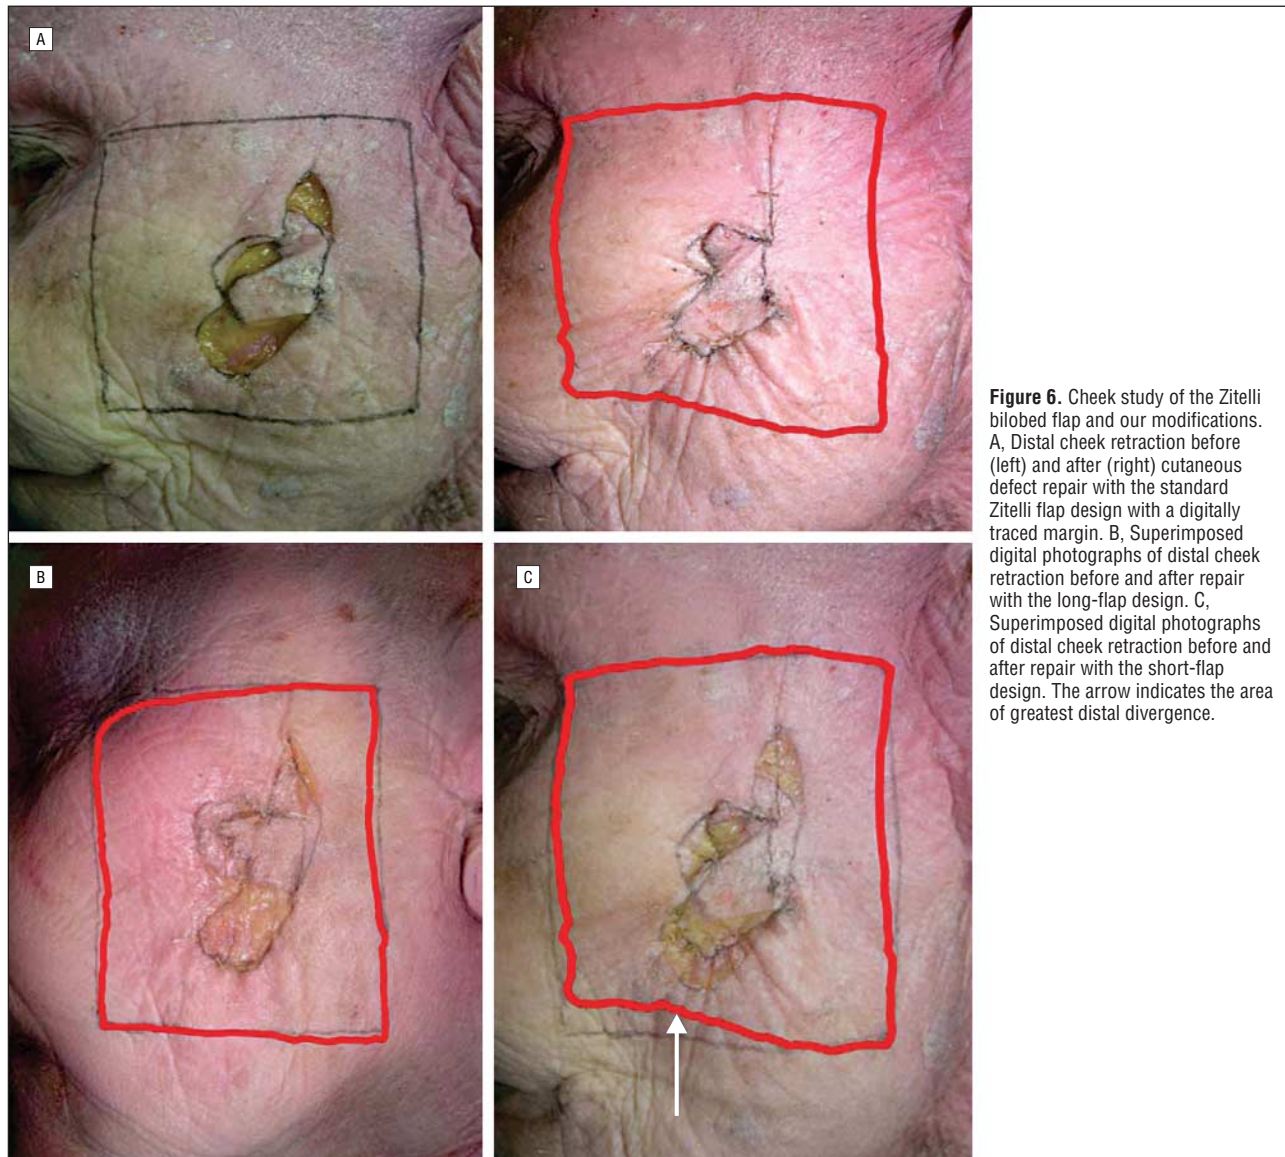 A
B
C
Figure 6. Cheek study of the Zitelli
bilobed flap and our modifications.
A, Distal cheek retraction before
(left) and after (right) cutaneous
defect repair with the standard
Zitelli flap design with a digitally
traced margin. B, Superimposed
digital photographs of distal cheek
retraction before and after repair
with the long-flap design. C,
Superimposed digital photographs
of distal cheek retraction before and
after repair with the short-flap
design. The arrow indicates the area
of greatest distal divergence.